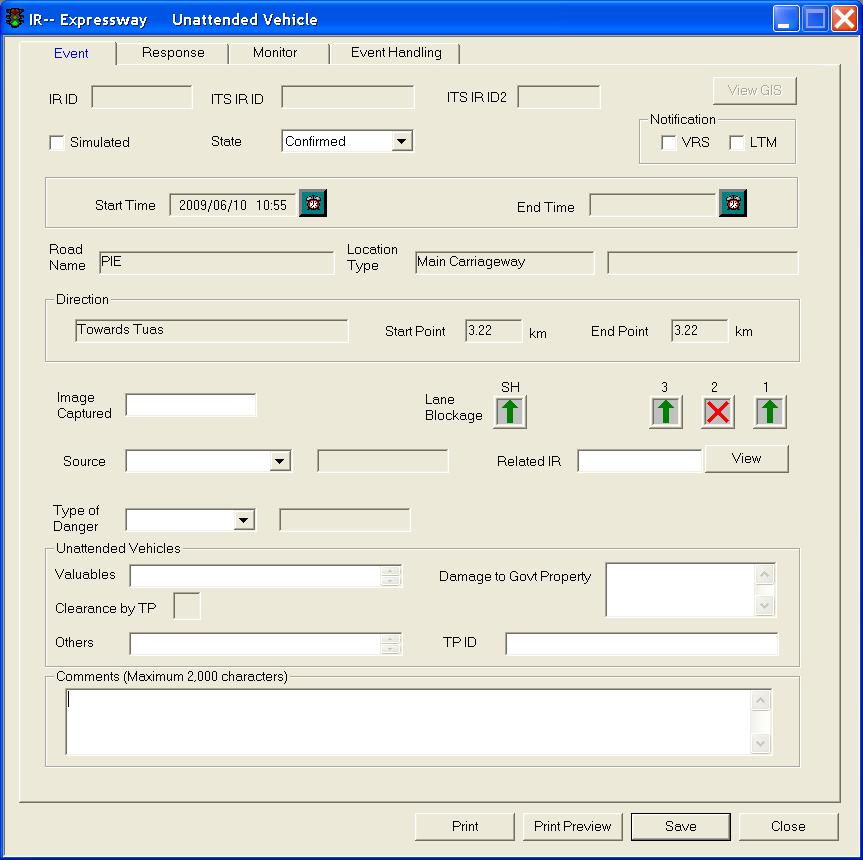 IR-- Expressway Unattended Vehicle
Event Response Monitor Event Handling
IR ID ITS IR ID ITS IR ID2 View GIS
Notification
Simulated State Confirmed VRS LTM
Start Time 2009/06/10 10:55 End Time
Road Name PIE Location Type Main Carriageway
Direction
Towards Tuas Start Point 3.22 km End Point 3.22 km
SH 3 2 1
Image Captured Lane Blockage
Source Related IR View
Type of Danger
Unattended Vehicles
Valuables Damage to Govt Property
Clearance by TP
Others TP ID
Comments (Maximum 2,000 characters)
Print Print Preview Save Close